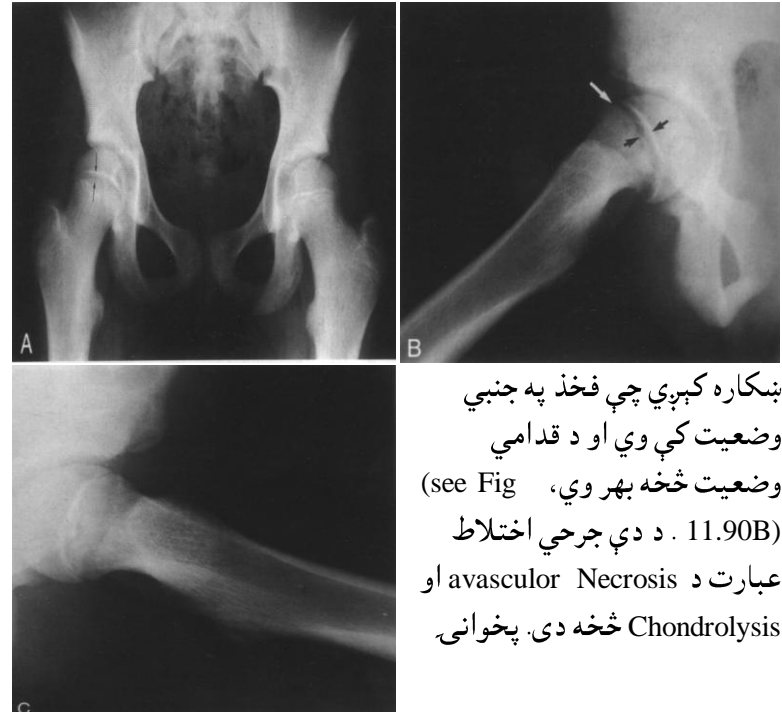 A
B
C
ښکاره کېږي چې فخذ په جنبي
وضعيت کې وي او د قدامي
وضعيت څخه بهر وي، (see Fig
11.90B) . د دې جرحي اختلاط
عبارت د avasculor Necrosis او
Chondrolysis څخه دی. پخوانۍ